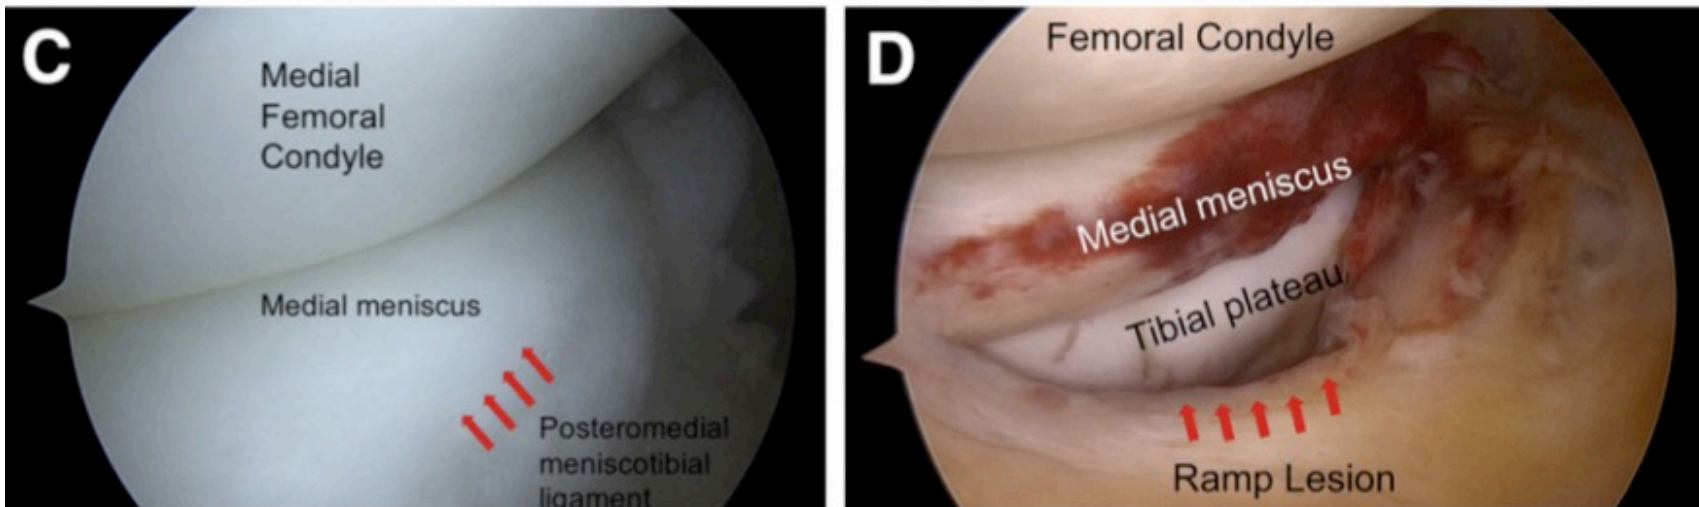 C
Medial
Femoral
Condyle
Medial meniscus
Posteromedial
meniscotibial
ligament
D
Femoral Condyle
Medial meniscus
Tibial plateau
Ramp Lesion